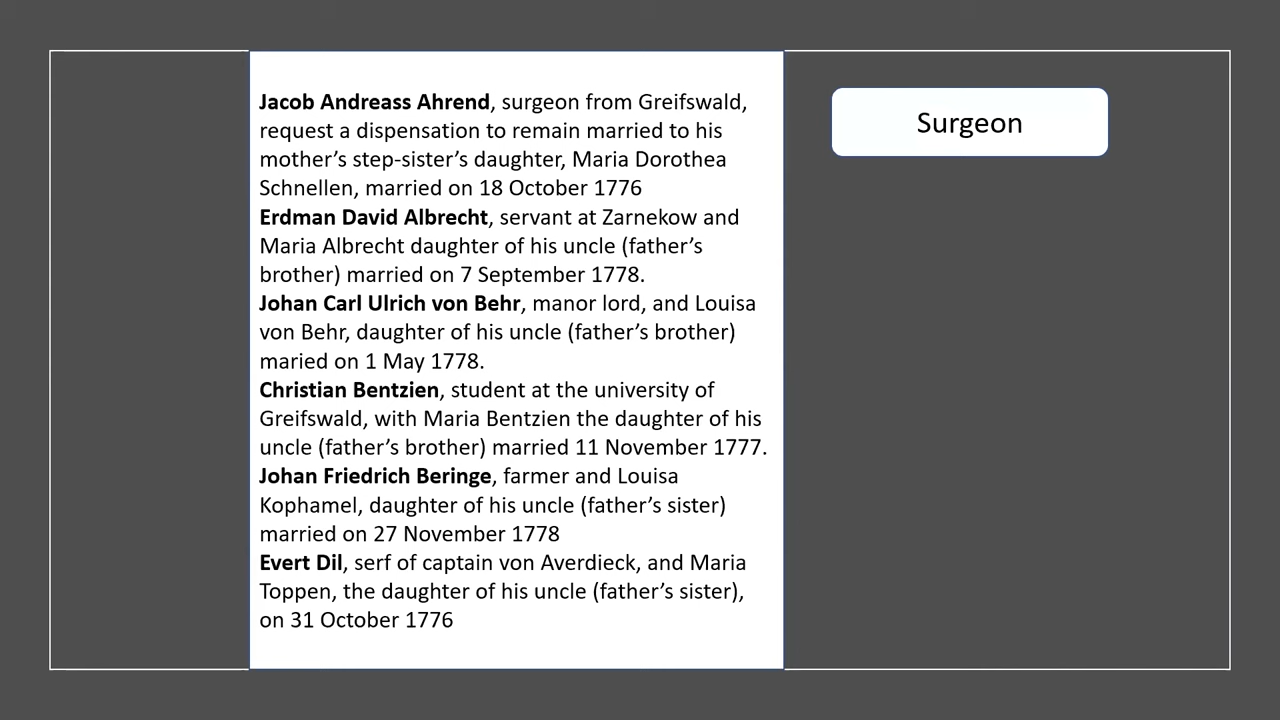 Jacob Andreass Ahrend, surgeon from Greifswald,
request a dispensation to remain married to his
mother’s step-sister’s daughter, Maria Dorothea
Schnellen, married on 18 October 1776
Erdman David Albrecht, servant at Zarnekow and
Maria Albrecht daughter of his uncle (father’s
brother) married on 7 September 1778.
Johan Carl Ulrich von Behr, manor lord, and Louisa
von Behr, daughter of his uncle (father’s brother)
maried on 1 May 1778.
Christian Bentzien, student at the university of
Greifswald, with Maria Bentzien the daughter of his
uncle (father’s brother) married 11 November 1777.
Johan Friedrich Beringe, farmer and Louisa
Kophamel, daughter of his uncle (father’s sister)
married on 27 November 1778
Evert Dil, serf of captain von Averdieck, and Maria
Toppen, the daughter of his uncle (father’s sister),
on 31 October 1776
Surgeon